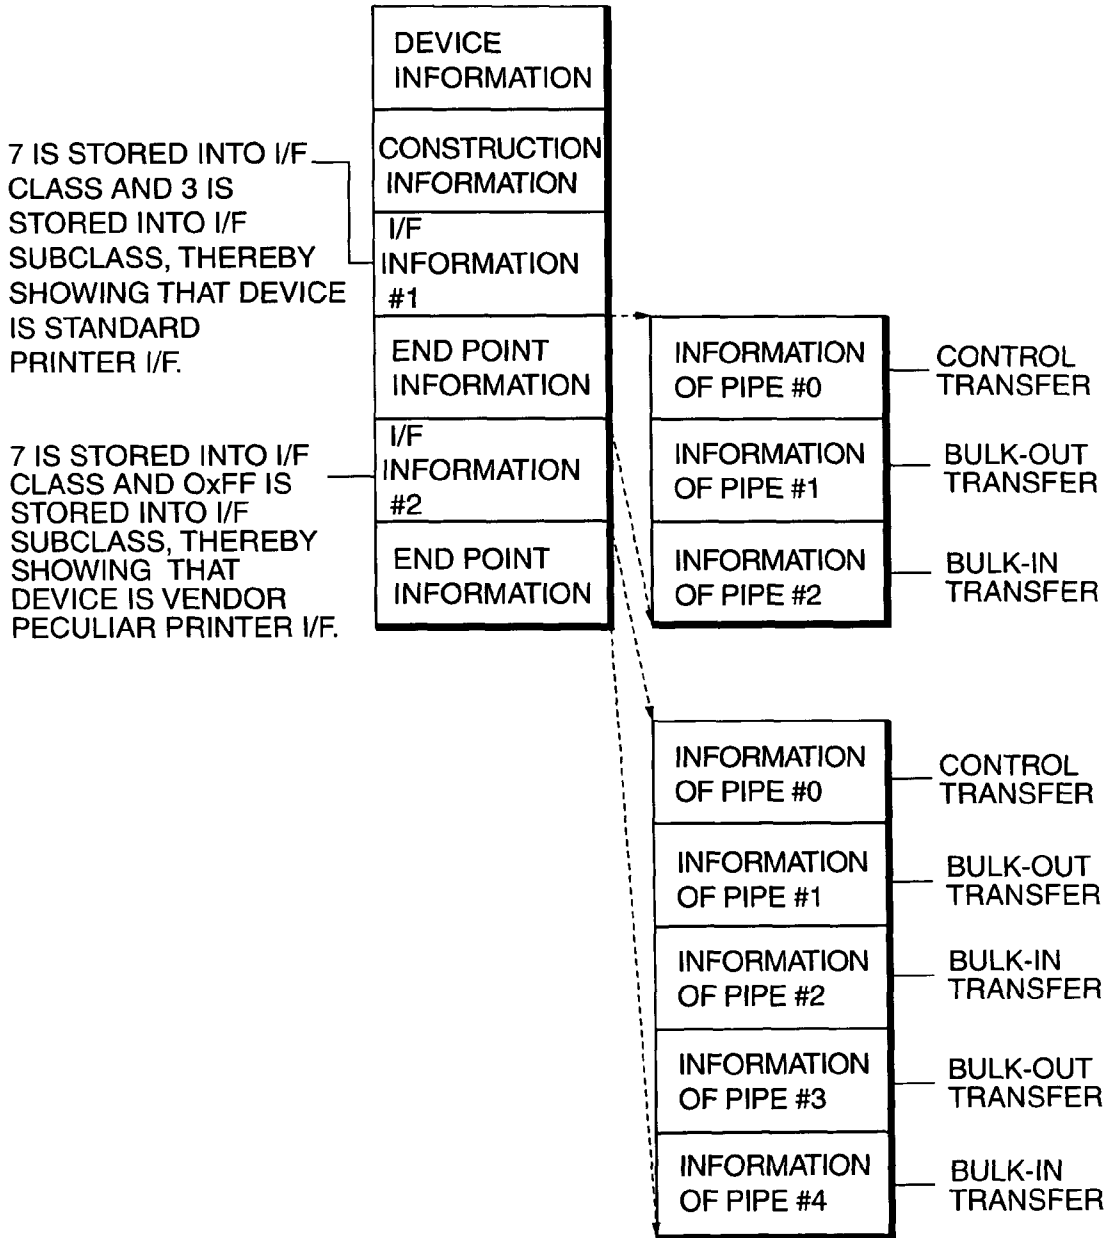 DEVICE
INFORMATION
CONSTRUCTION
INFORMATION
I/F
INFORMATION
#1
END POINT
INFORMATION
I/F
INFORMATION
#2
END POINT
INFORMATION
7 IS STORED INTO I/F
CLASS AND 3 IS
STORED INTO I/F
SUBCLASS, THEREBY
SHOWING THAT DEVICE
IS STANDARD
PRINTER I/F.
7 IS STORED INTO I/F
CLASS AND OxFF IS
STORED INTO I/F
SUBCLASS, THEREBY
SHOWING THAT
DEVICE IS VENDOR
PECULIAR PRINTER I/F.
INFORMATION
OF PIPE #0
CONTROL
TRANSFER
INFORMATION
OF PIPE #1
BULK-OUT
TRANSFER
INFORMATION
OF PIPE #2
BULK-IN
TRANSFER
INFORMATION
OF PIPE #0
CONTROL
TRANSFER
INFORMATION
OF PIPE #1
BULK-OUT
TRANSFER
INFORMATION
OF PIPE #2
BULK-IN
TRANSFER
INFORMATION
OF PIPE #3
BULK-OUT
TRANSFER
INFORMATION
OF PIPE #4
BULK-IN
TRANSFER